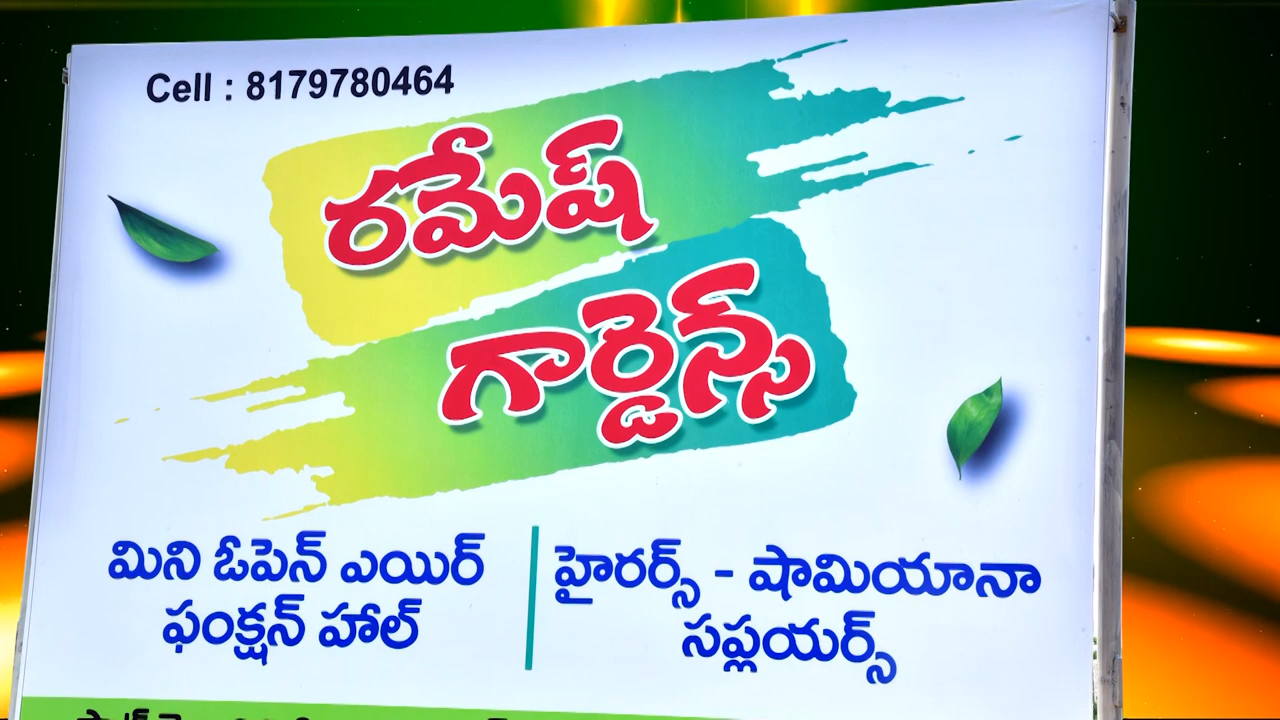 Cell : 8179780464
రమేష్
గార్డెన్స్
మిని ఓపెన్ ఎయిర్
ఫంక్షన్ హాల్
హైరర్స్ - షామియానా
సప్లయర్స్